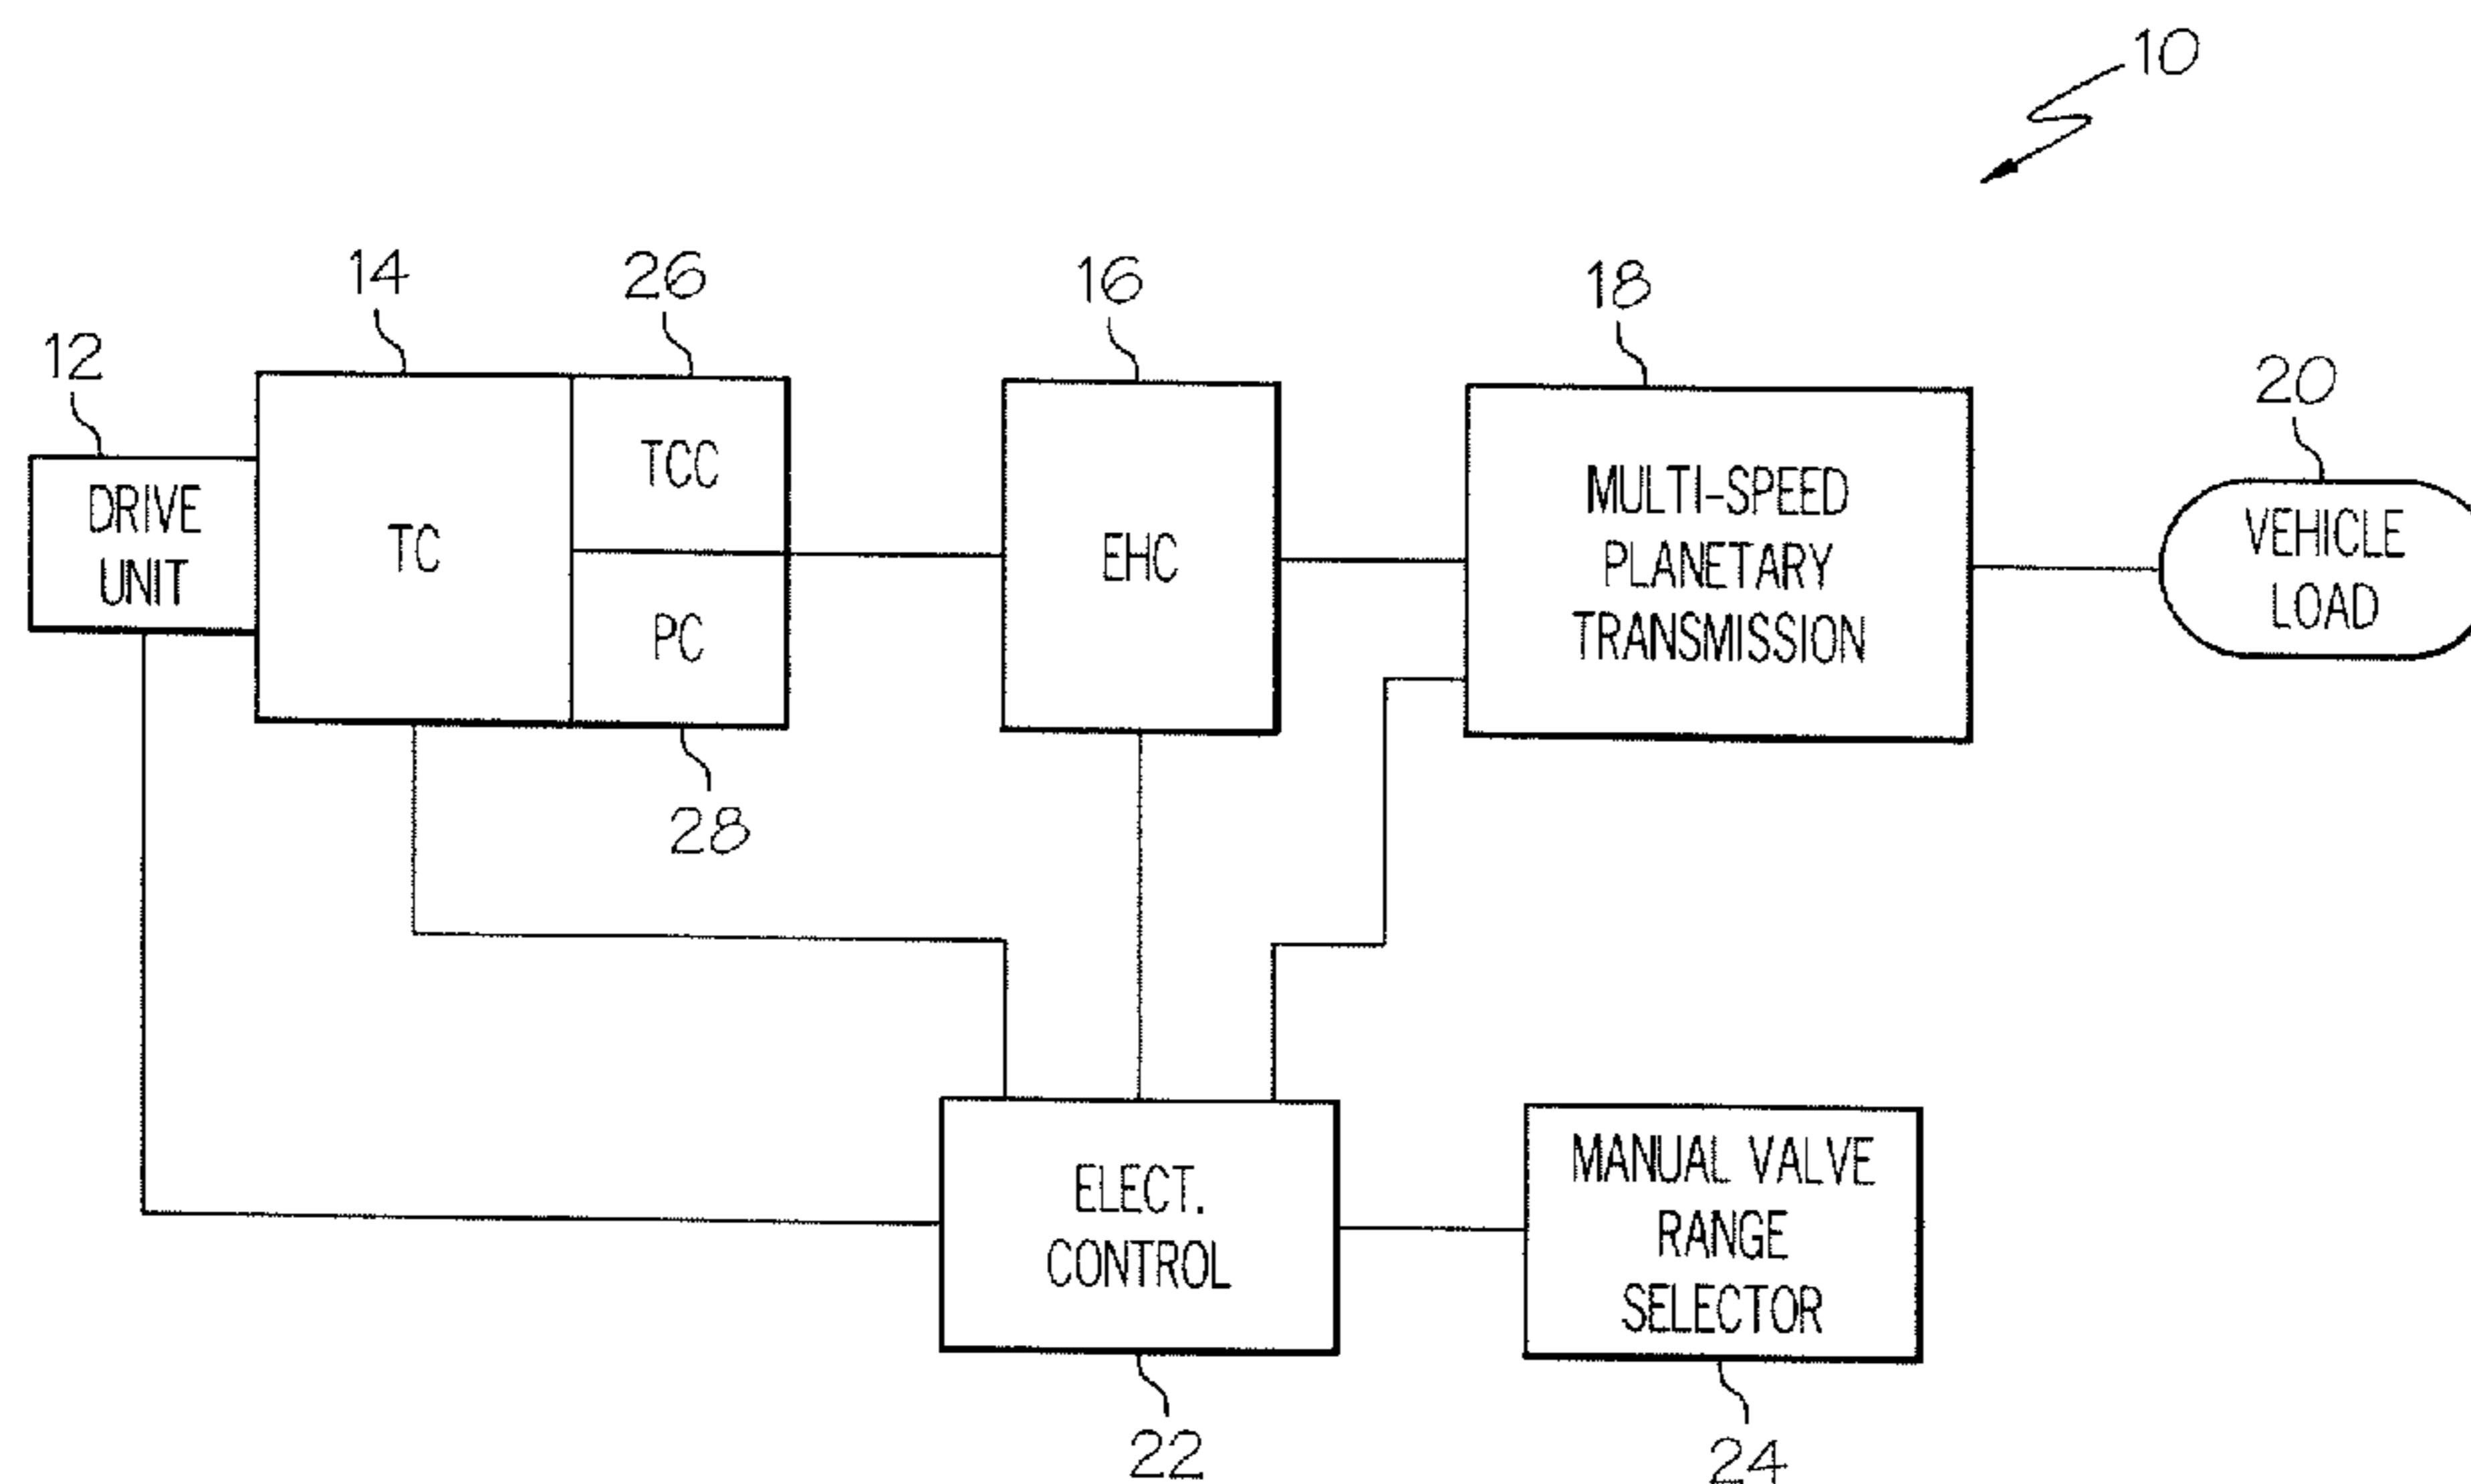 10
14
26
16
18
12
20
DRIVE
UNIT
TC
TCC
PC
EHC
MULTI-SPEED
PLANETARY
TRANSMISSION
VEHICLE
LOAD
28
ELECT.
CONTROL
MANUAL VALVE
RANGE
SELECTOR
22
24